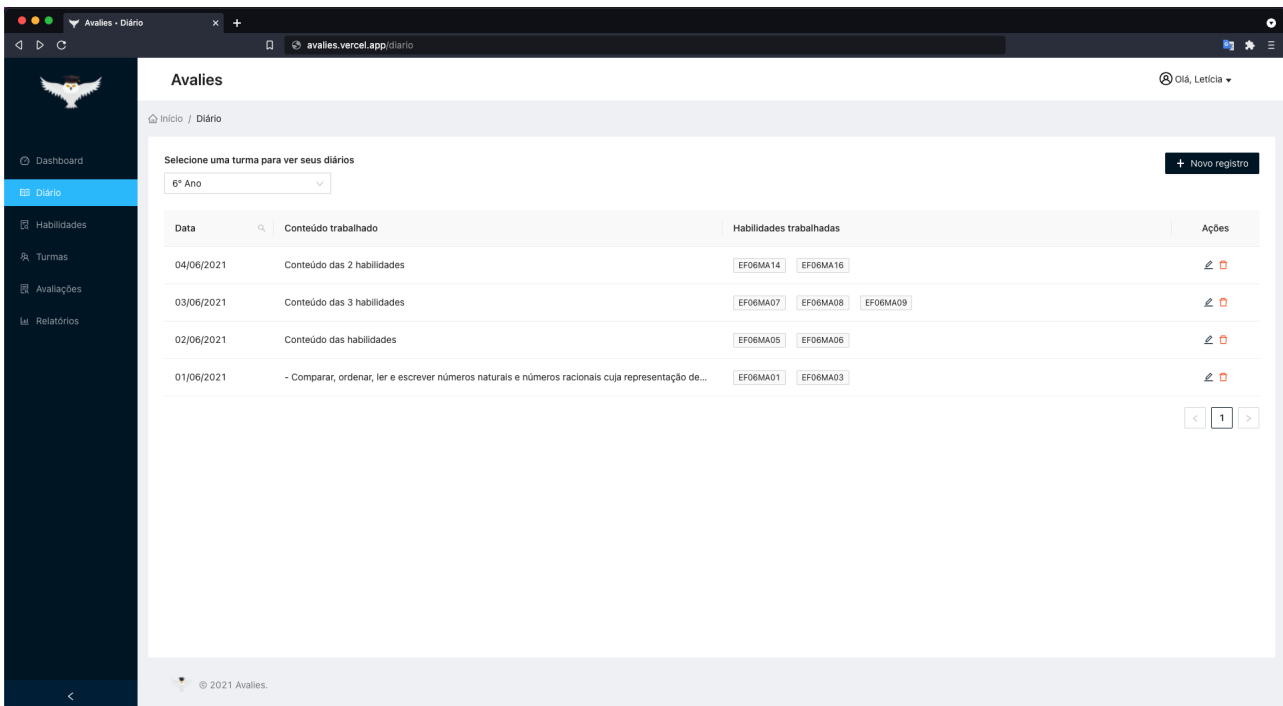 Avalies • Diário
avalies.vercel.app/diario
Avalies
Olá, Letícia
Início / Diário
Dashboard
Diário
Habilidades
Turmas
Avaliações
Relatórios
Selecione uma turma para ver seus diários
+ Novo registro
6° Ano
Data Conteúdo trabalhado Habilidades trabalhadas Ações
04/06/2021 Conteúdo das 2 habilidades EF06MA14 EF06MA16
03/06/2021 Conteúdo das 3 habilidades EF06MA07 EF06MA08 EF06MA09
02/06/2021 Conteúdo das habilidades EF06MA05 EF06MA06
01/06/2021 - Comparar, ordenar, ler e escrever números naturais e números racionais cuja representação de... EF06MA01 EF06MA03
< 1 >
© 2021 Avalies.